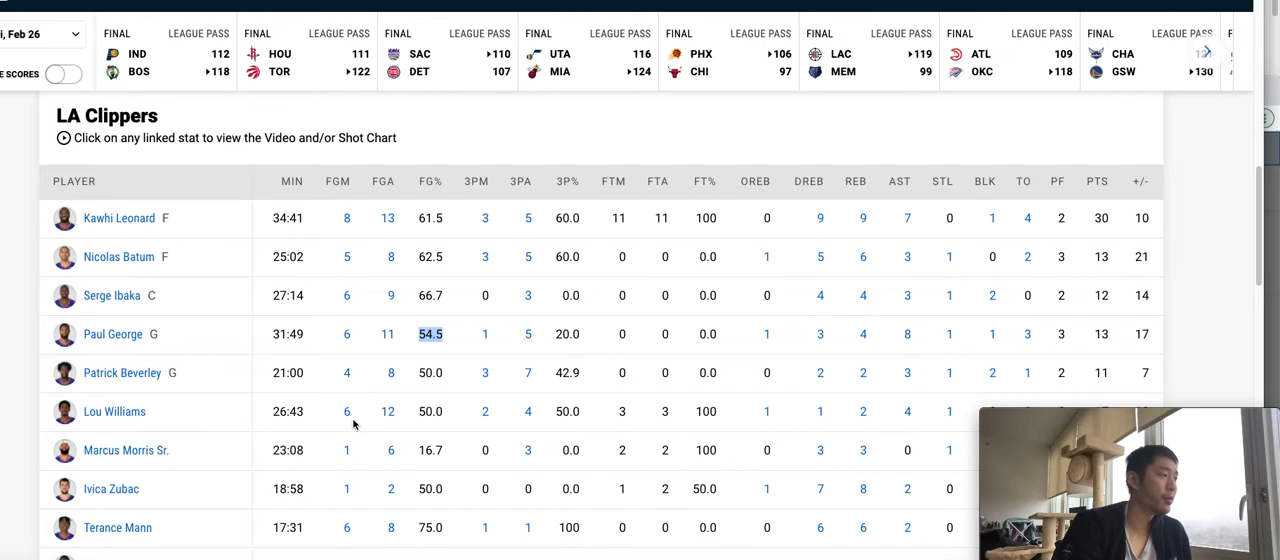 i, Feb 26
E SCORES
FINAL LEAGUE PASS
IND 112
BOS 118
FINAL LEAGUE PASS
HOU 111
TOR 122
FINAL LEAGUE PASS
SAC 110
DET 107
FINAL LEAGUE PASS
UTA 116
MIA 124
FINAL LEAGUE PASS
PHX 106
CHI 97
FINAL LEAGUE PASS
LAC 119
MEM 99
FINAL LEAGUE PASS
ATL 109
OKC 118
FINAL LEAGUE PASS
CHA
GSW 130
LA Clippers
Click on any linked stat to view the Video and/or Shot Chart
PLAYER MIN FGM FGA FG% 3PM 3PA 3P% FTM FTA FT% OREB DREB REB AST STL BLK TO PF PTS +/-
Kawhi Leonard F 34:41 8 13 61.5 3 5 60.0 11 11 100 0 9 9 7 0 1 4 2 30 10
Nicolas Batum F 25:02 5 8 62.5 3 5 60.0 0 0 0.0 1 5 6 3 1 0 2 3 13 21
Serge Ibaka C 27:14 6 9 66.7 0 3 0.0 0 0 0.0 0 4 4 3 1 2 0 2 12 14
Paul George G 31:49 6 11 54.5 1 5 20.0 0 0 0.0 1 3 4 8 1 1 3 3 13 17
Patrick Beverley G 21:00 4 8 50.0 3 7 42.9 0 0 0.0 0 2 2 3 1 2 1 2 11 7
Lou Williams 26:43 6 12 50.0 2 4 50.0 3 3 100 1 1 2 4 1
Marcus Morris Sr. 23:08 1 6 16.7 0 3 0.0 2 2 100 0 3 3 0 1
Ivica Zubac 18:58 1 2 50.0 0 0 0.0 1 2 50.0 1 7 8 2 0
Terance Mann 17:31 6 8 75.0 1 1 100 0 0 0.0 0 6 6 2 0